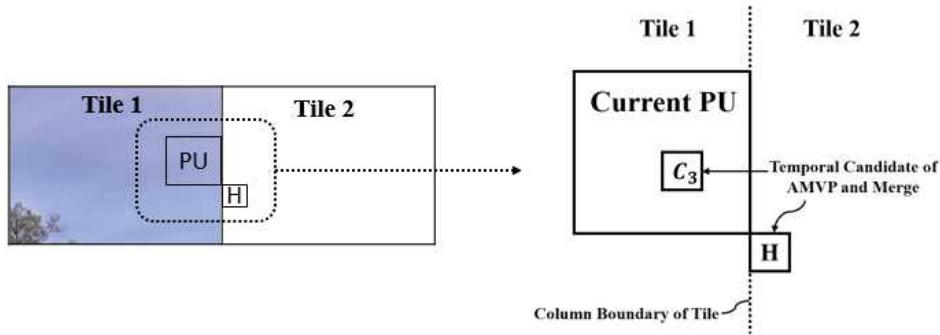 Tile 1
Tile 2
PU
H
Tile 1
Tile 2
Current PU
C₃
Temporal Candidate of
AMVP and Merge
H
Column Boundary of Tile